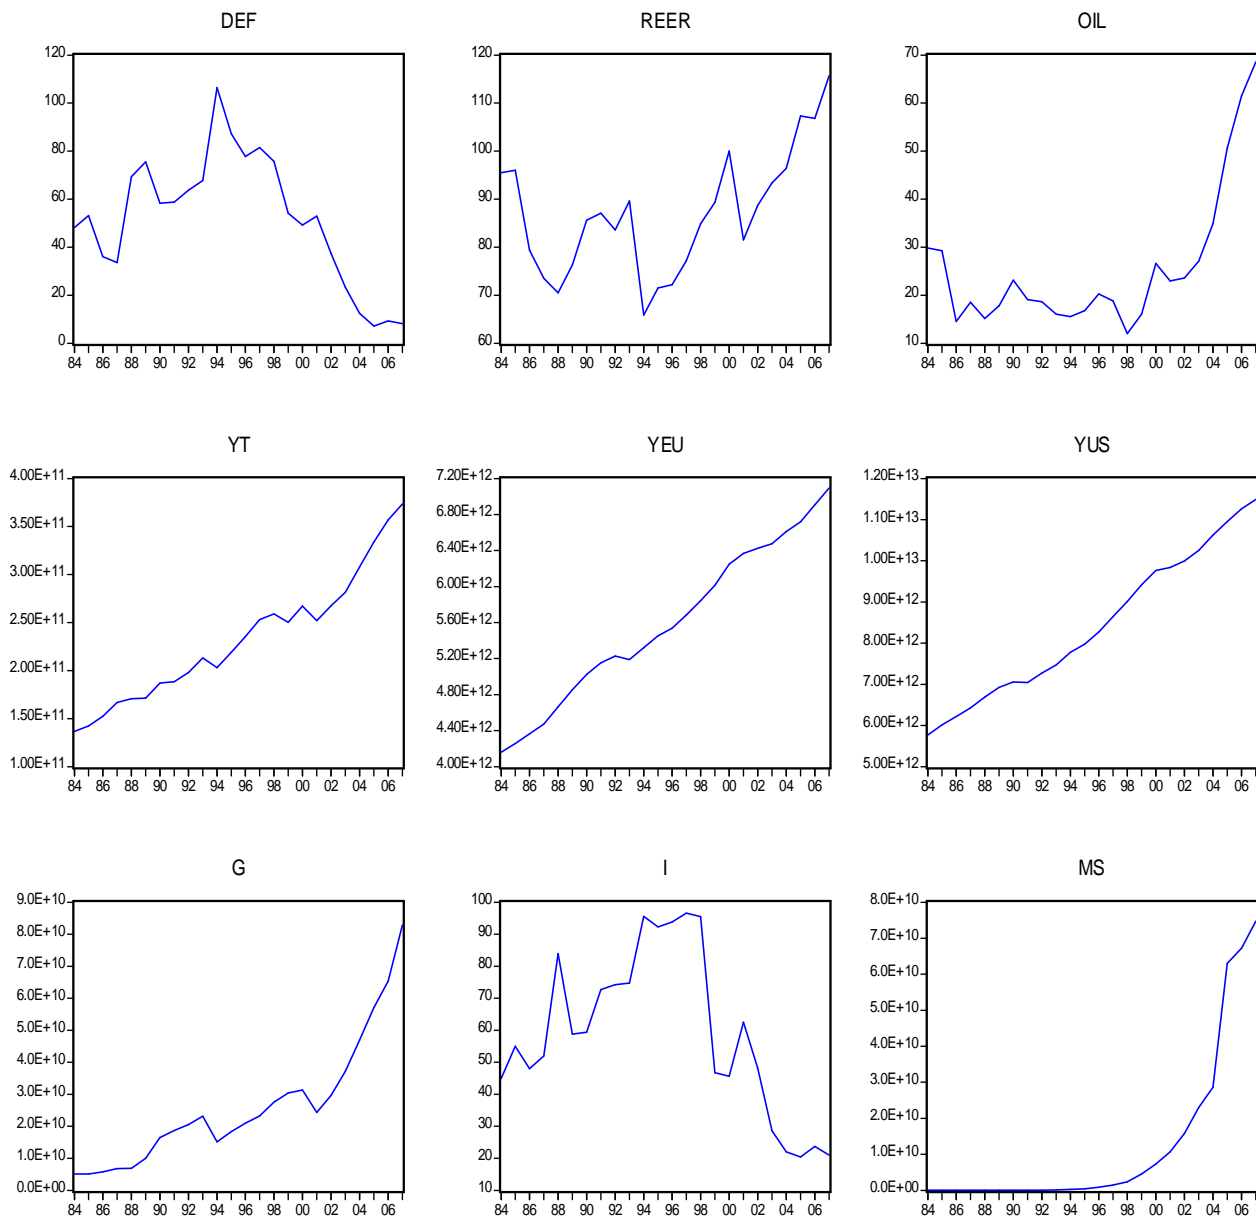 DEF REER OIL
120 120 70
100 110 60
80 100 50
60 90 40
40 80 30
20 70 20
0 60 10
84 86 88 90 92 94 96 98 00 02 04 06 84 86 88 90 92 94 96 98 00 02 04 06 84 86 88 90 92 94 96 98 00 02 04 06
YT YEU YUS
4.00E+11 7.20E+12 1.20E+13
3.50E+11 6.80E+12 1.10E+13
3.00E+11 6.40E+12 1.00E+13
2.50E+11 6.00E+12 9.00E+12
2.00E+11 5.60E+12 8.00E+12
1.50E+11 5.20E+12 7.00E+12
1.00E+11 4.80E+12 6.00E+12
4.40E+12 5.00E+12
4.00E+12
84 86 88 90 92 94 96 98 00 02 04 06 84 86 88 90 92 94 96 98 00 02 04 06 84 86 88 90 92 94 96 98 00 02 04 06
G I MS
9.0E+10 100 8.0E+10
8.0E+10 90 7.0E+10
7.0E+10 80 6.0E+10
6.0E+10 70 5.0E+10
5.0E+10 60 4.0E+10
4.0E+10 50 3.0E+10
3.0E+10 40 2.0E+10
2.0E+10 30 1.0E+10
1.0E+10 20 0.0E+00
0.0E+00 10
84 86 88 90 92 94 96 98 00 02 04 06 84 86 88 90 92 94 96 98 00 02 04 06 84 86 88 90 92 94 96 98 00 02 04 06